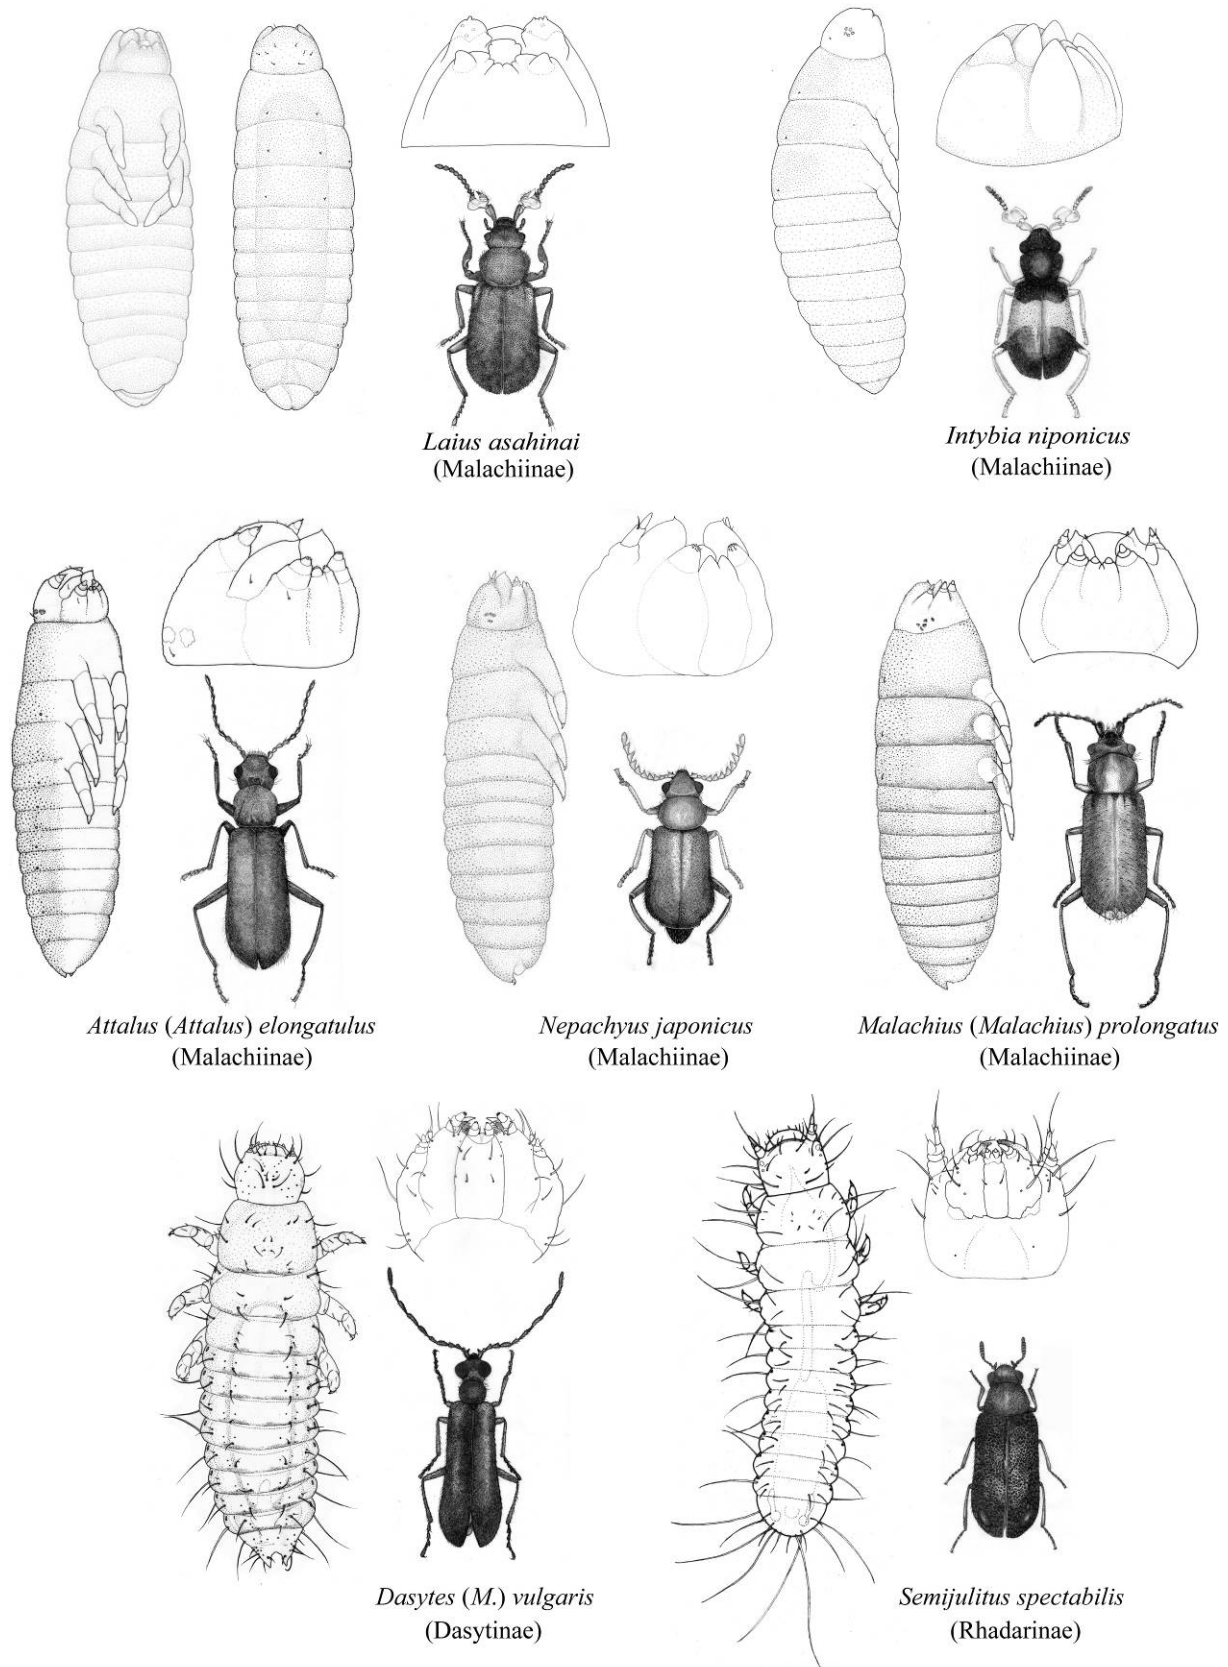 Laius asahinai
(Malachiinae)
Intybia niponicus
(Malachiinae)
Attalus (Attalus) elongatulus
(Malachiinae)
Nepachyus japonicus
(Malachiinae)
Malachius (Malachius) prolongatus
(Malachiinae)
Dasytes (M.) vulgaris
(Dasytinae)
Semijulitus spectabilis
(Rhadarinae)